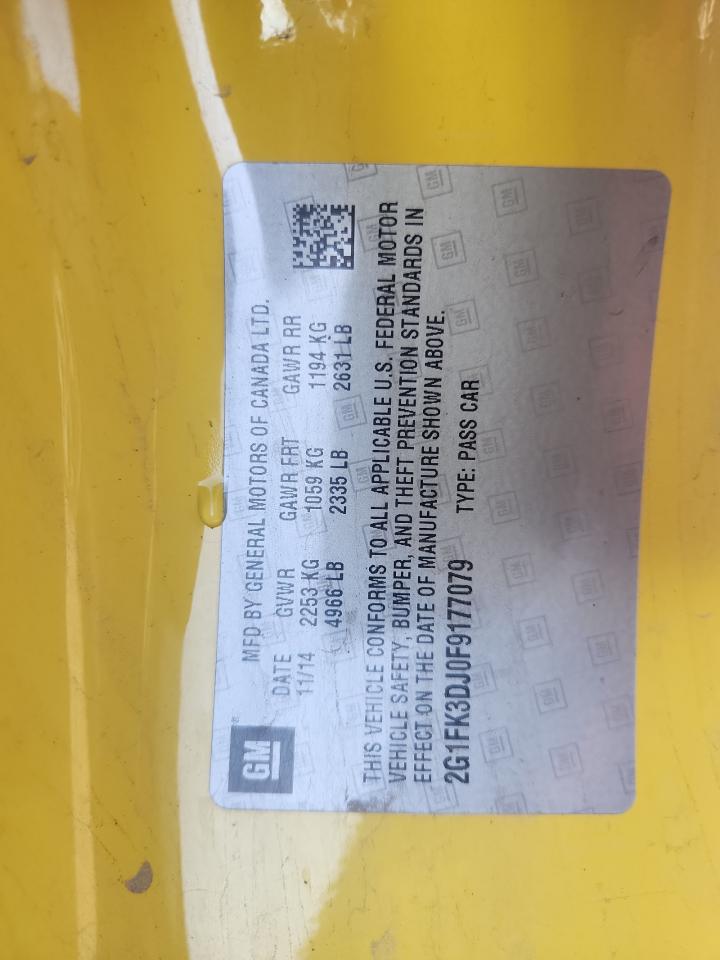 GM
MFD BY GENERAL MOTORS OF CANADA LTD.
DATE GVWR GAWR FRT GAWR RR
11/14 2253 KG 1059 KG 1194 KG
4966 LB 2335 LB 2631 LB
THIS VEHICLE CONFORMS TO ALL APPLICABLE U.S. FEDERAL MOTOR
VEHICLE SAFETY, BUMPER, AND THEFT PREVENTION STANDARDS IN
EFFECT ON THE DATE OF MANUFACTURE SHOWN ABOVE.
2G1FK3DJ0F9177079 TYPE: PASS CAR